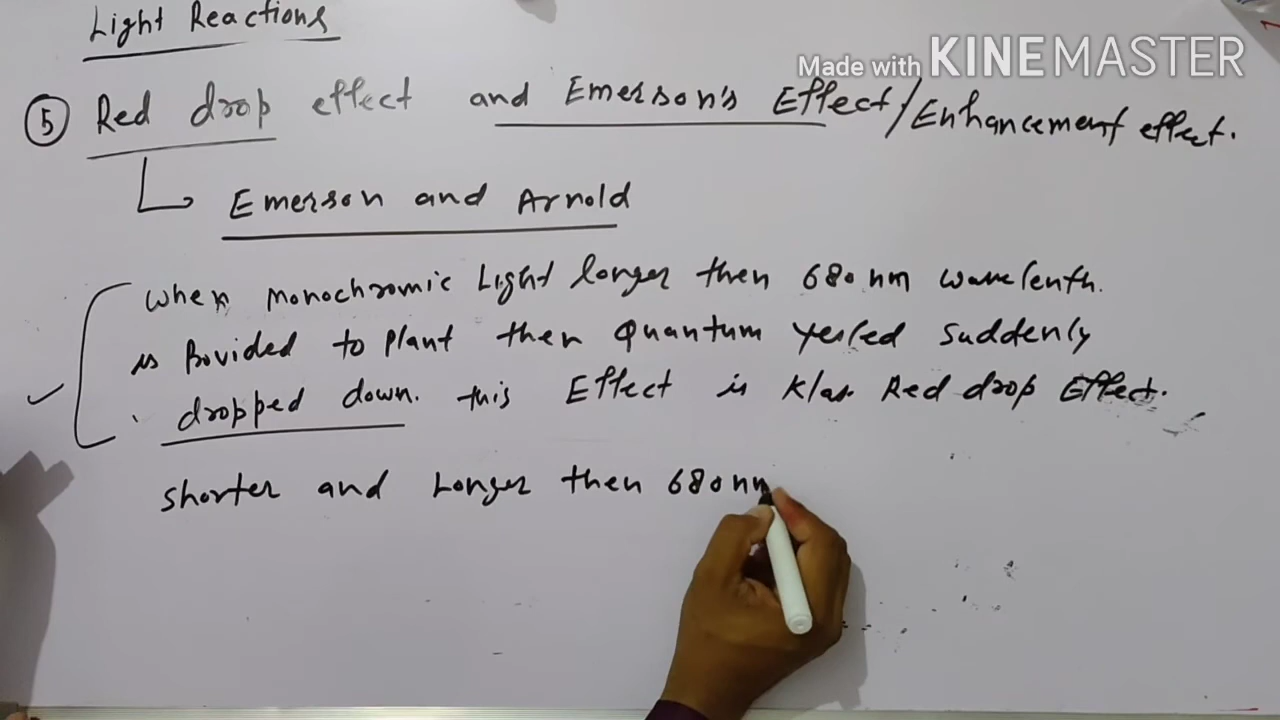 Light Reactions
Made with KINEMASTER
5 Red drop effect and Emerson's Effect/Enhancement effect.
Emerson and Arnold
when monochromic Light longer then 680 nm wavelenth.
is Provided to plant then Quantum yeiled suddenly
dropped down. this Effect is K/as Red drop Effect.
shorter and Longer then 680nm